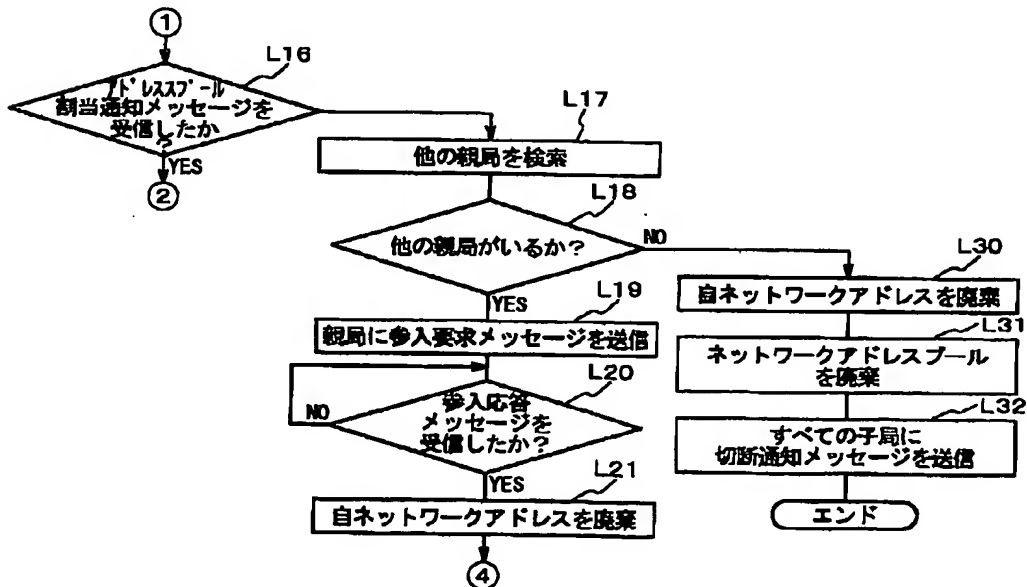 ①
L16
アドレスプール
割当通知メッセージを
受信したか
?
YES
②
L17
他の親局を検索
L18
他の親局がいるか?
NO
YES
L19
親局に参入要求メッセージを送信
L20
参入応答
メッセージを
受信したか?
NO
YES
L21
自ネットワークアドレスを廃棄
④
L30
自ネットワークアドレスを廃棄
L31
ネットワークアドレスプール
を廃棄
L32
すべての子局に
切断通知メッセージを送信
エンド